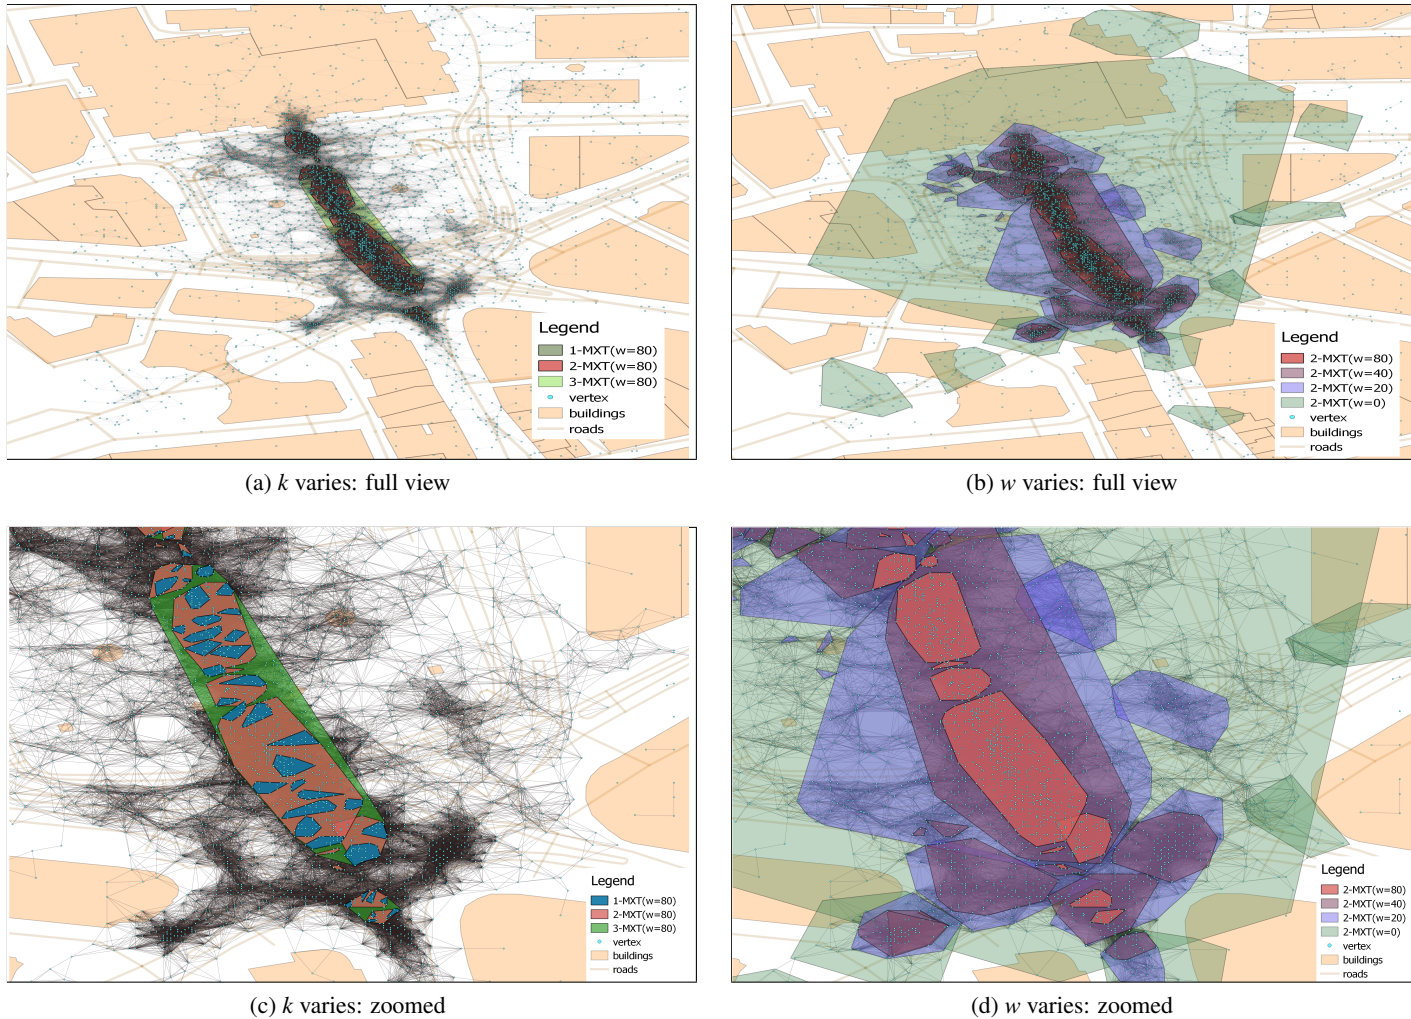 Legend
1-MXT(w=80)
2-MXT(w=80)
3-MXT(w=80)
vertex
buildings
roads
(a) k varies: full view
Legend
2-MXT(w=80)
2-MXT(w=40)
2-MXT(w=20)
2-MXT(w=0)
vertex
buildings
roads
(b) w varies: full view
Legend
1-MXT(w=80)
2-MXT(w=80)
3-MXT(w=80)
vertex
buildings
roads
(c) k varies: zoomed
Legend
2-MXT(w=80)
2-MXT(w=40)
2-MXT(w=20)
2-MXT(w=0)
vertex
buildings
roads
(d) w varies: zoomed